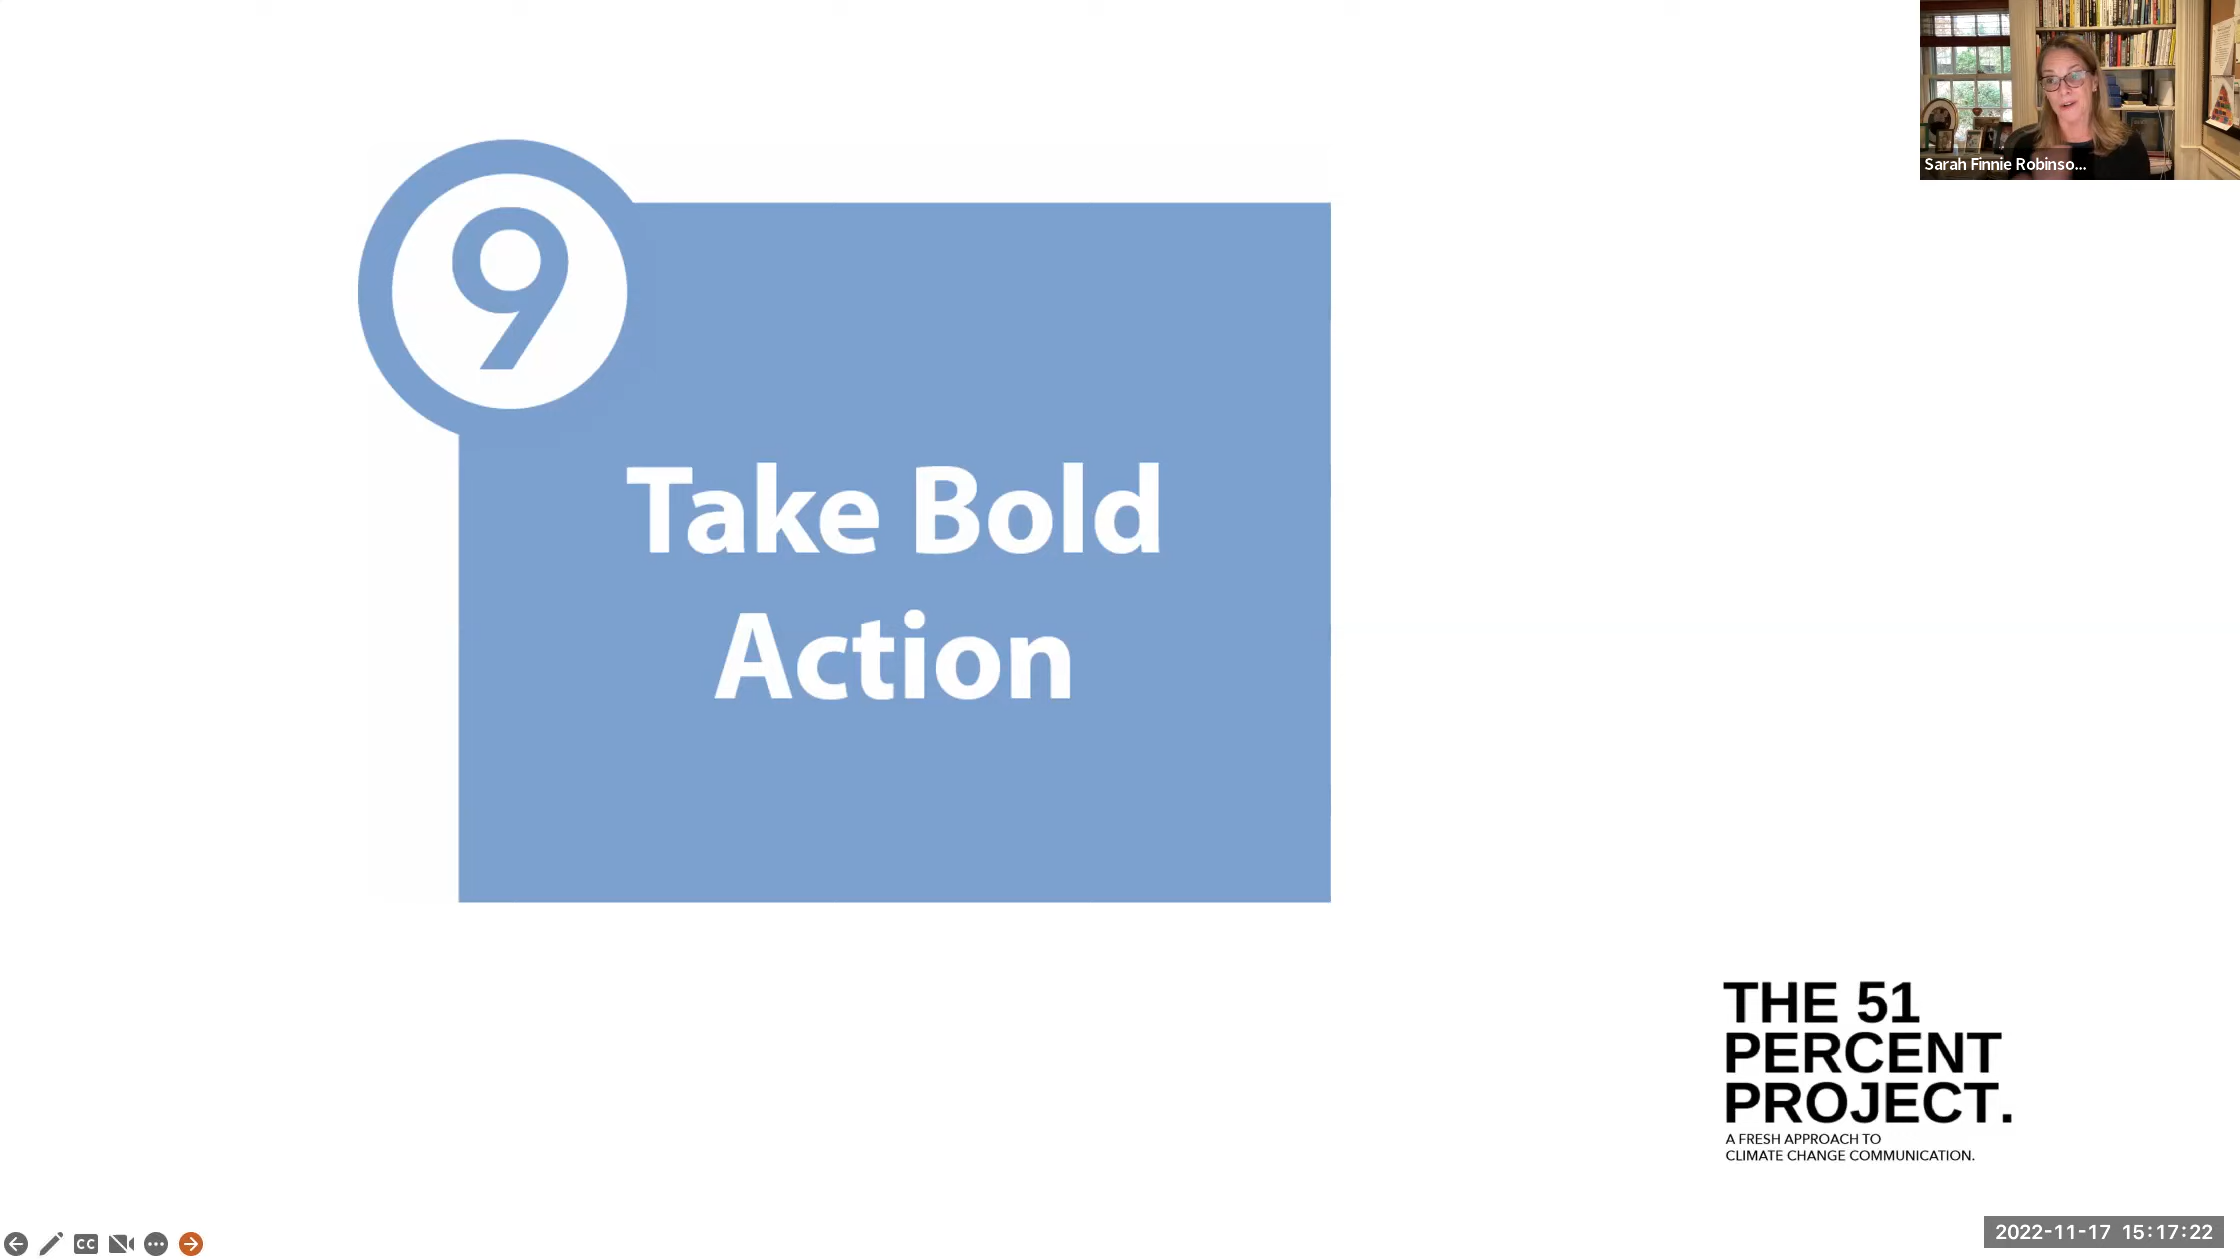 Sarah Finnie Robinso...
9
Take Bold
Action
THE 51
PERCENT
PROJECT.
A FRESH APPROACH TO
CLIMATE CHANGE COMMUNICATION.
CC
2022-11-17 15:17:22